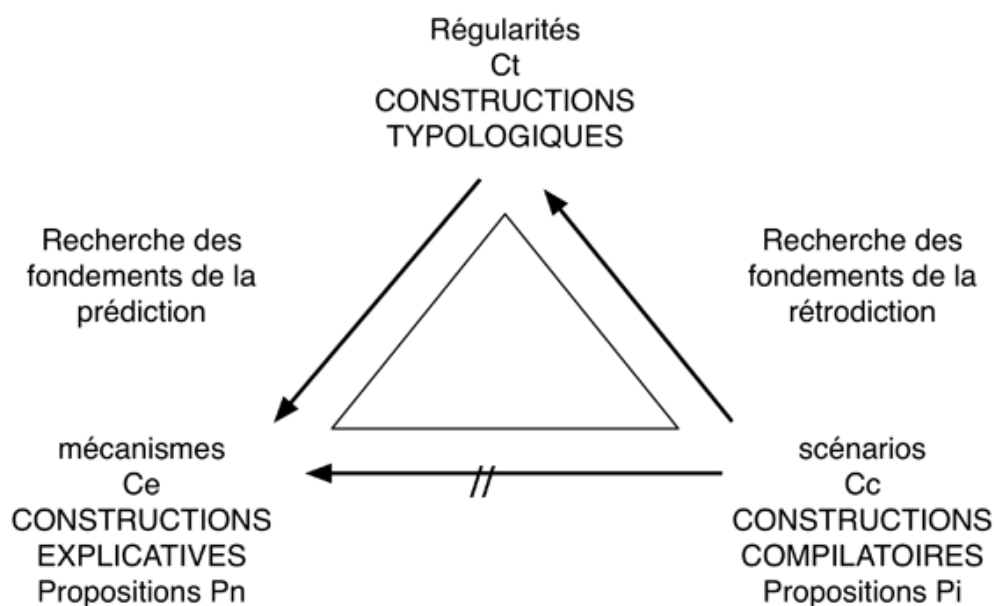 Régularités
Ct
CONSTRUCTIONS
TYPOLOGIQUES
Recherche des
fondements de la
prédiction
Recherche des
fondements de la
rétrodiction
mécanismes
Ce
CONSTRUCTIONS
EXPLICATIVES
Propositions Pn
//
scénarios
Cc
CONSTRUCTIONS
COMPILATOIRES
Propositions Pi